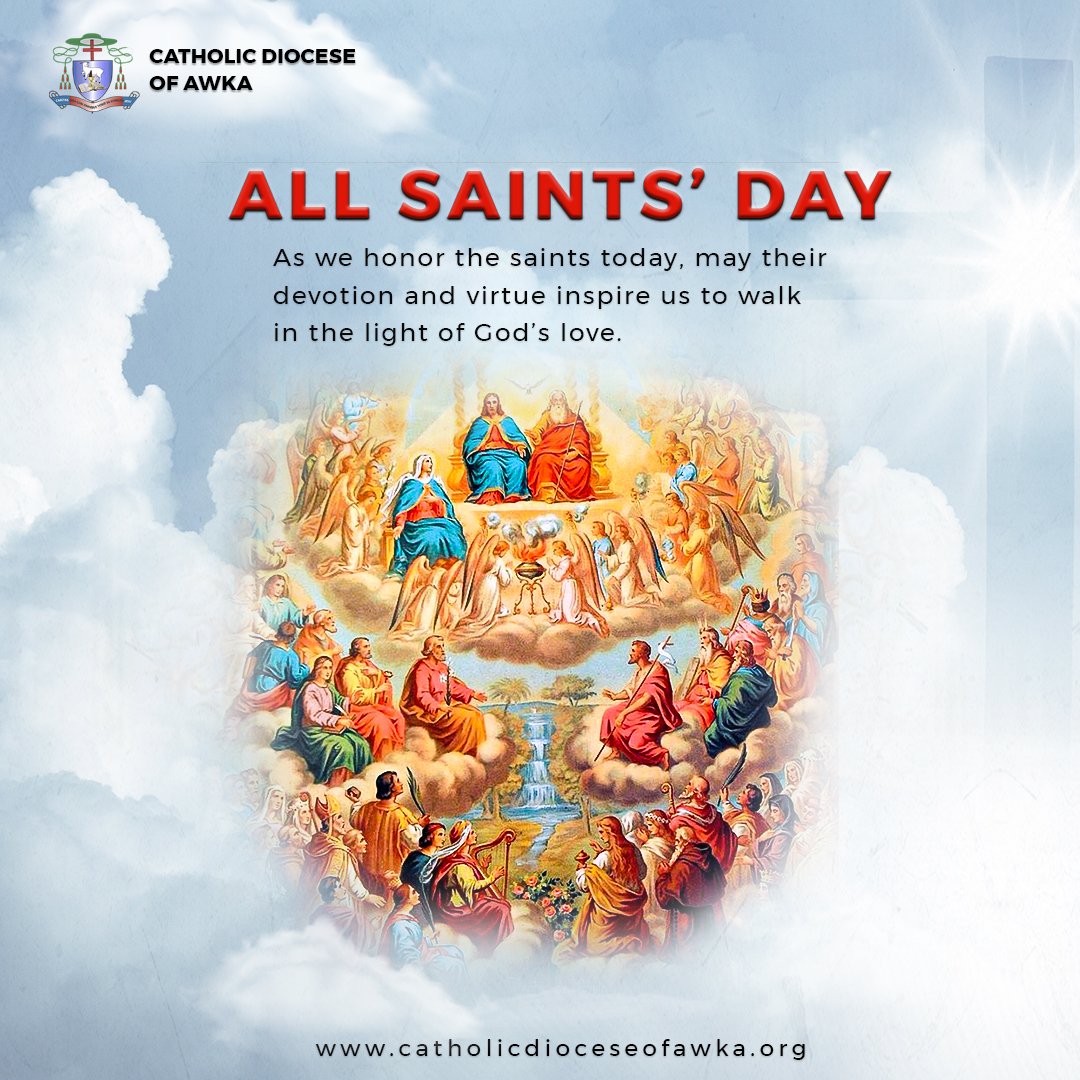 CATHOLIC DIOCESE
OF AWKA
ALL SAINTS’ DAY
As we honor the saints today, may their
devotion and virtue inspire us to walk
in the light of God’s love.
www.catholicdioceseofawka.org